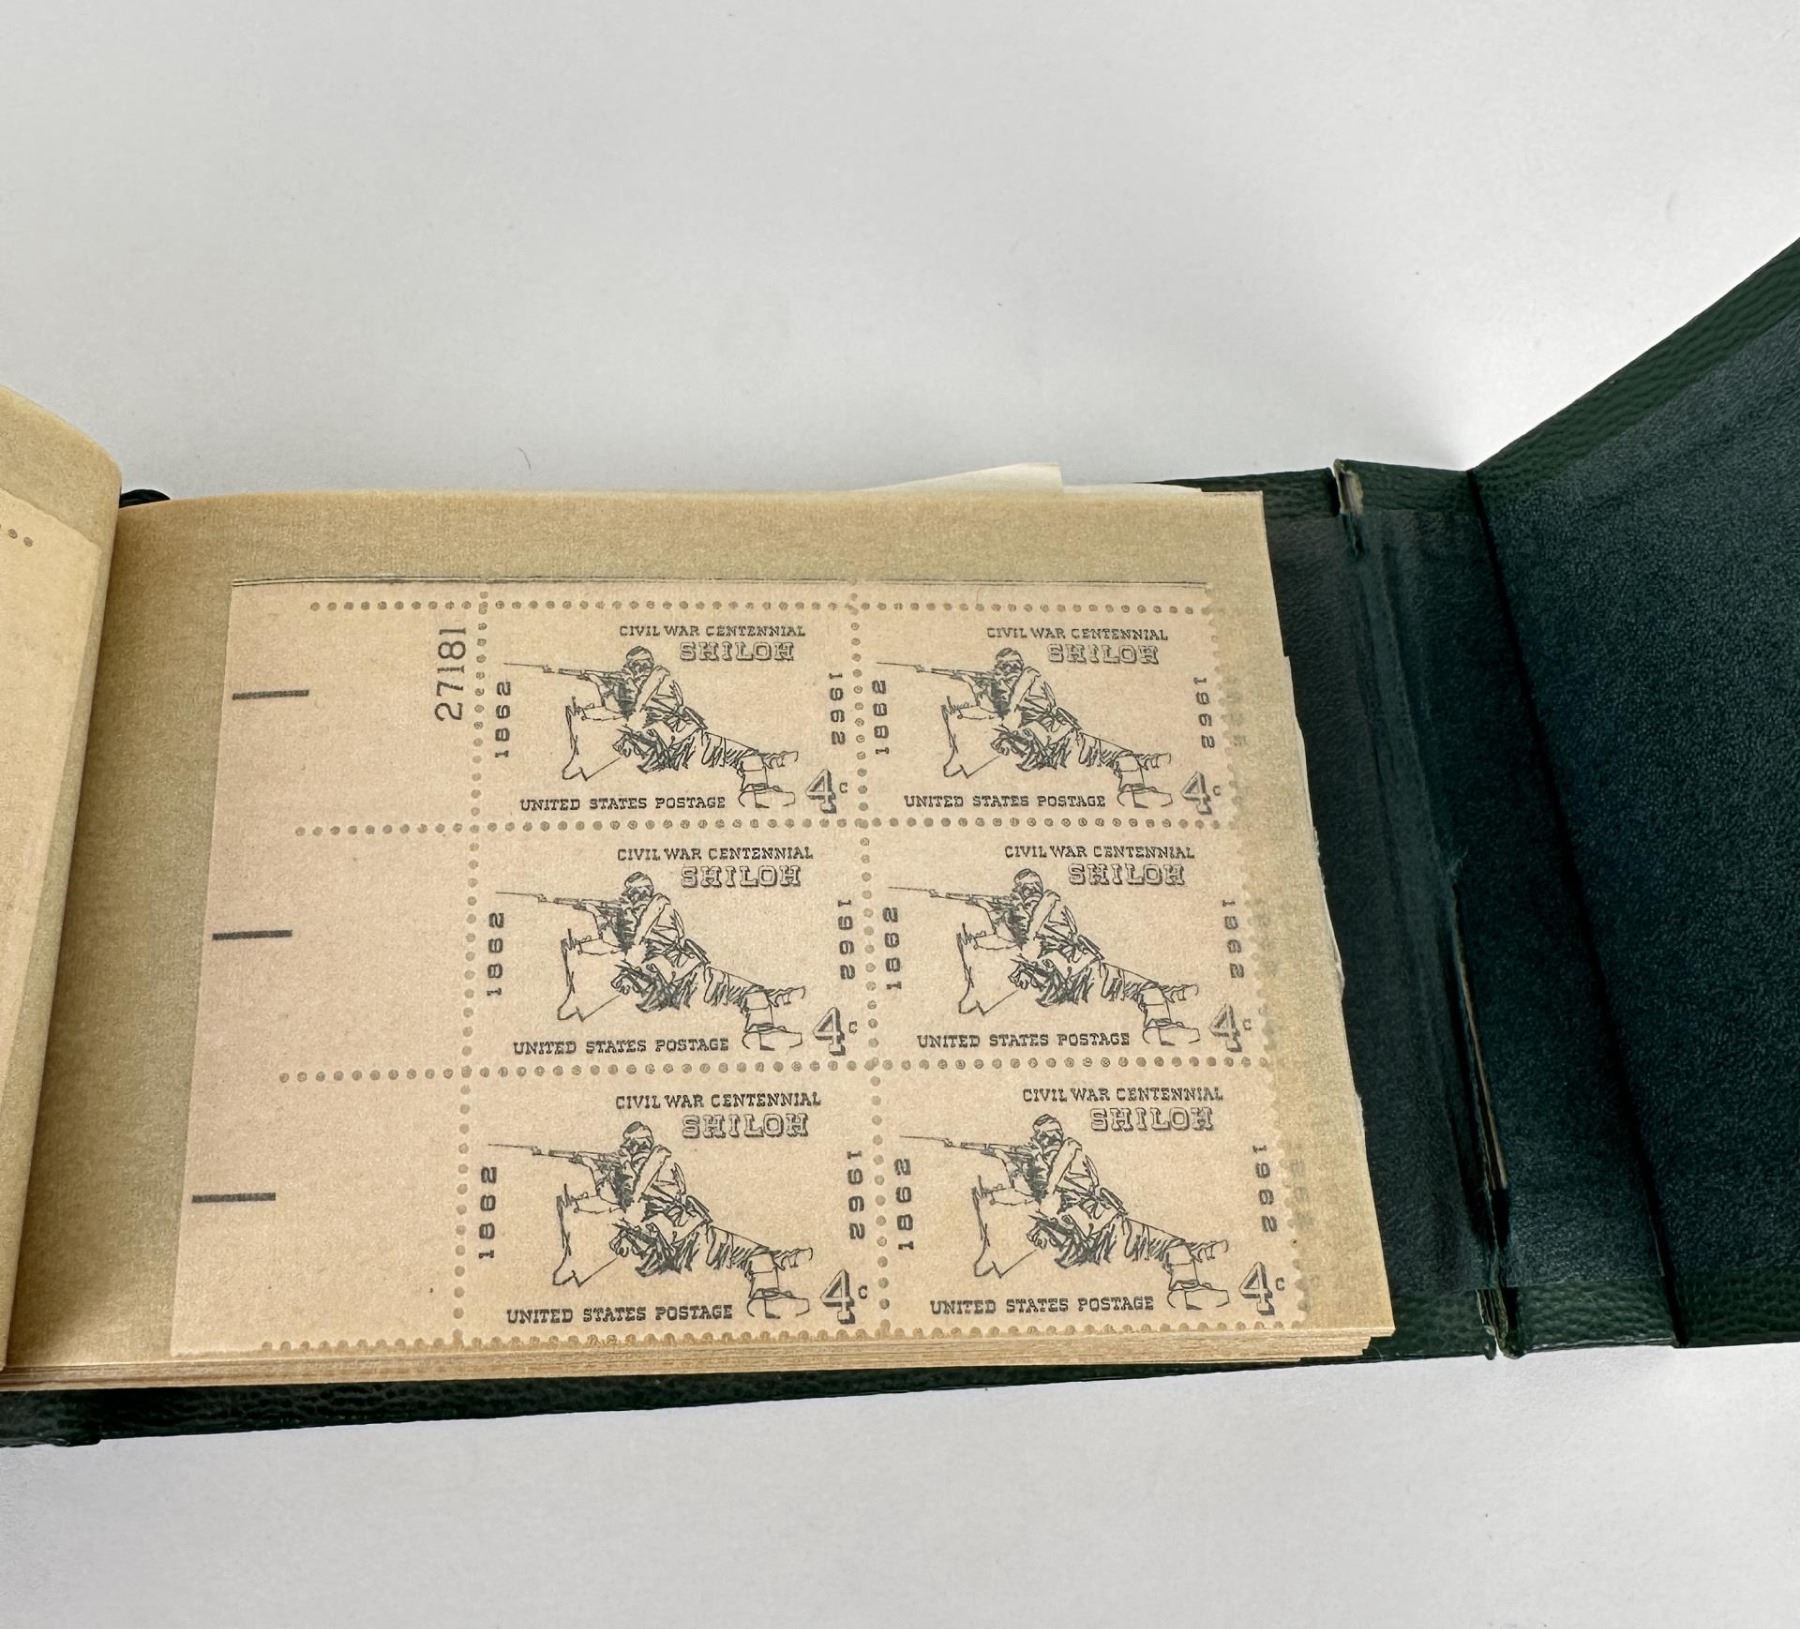 27181
CIVIL WAR CENTENNIAL
SHILOH
1862
1962
UNITED STATES POSTAGE
4c
CIVIL WAR CENTENNIAL
SHILOH
1862
1962
UNITED STATES POSTAGE
4c
CIVIL WAR CENTENNIAL
SHILOH
1862
1962
UNITED STATES POSTAGE
4c
CIVIL WAR CENTENNIAL
SHILOH
1862
1962
UNITED STATES POSTAGE
4c
CIVIL WAR CENTENNIAL
SHILOH
1862
1962
UNITED STATES POSTAGE
4c
CIVIL WAR CENTENNIAL
SHILOH
1862
1962
UNITED STATES POSTAGE
4c